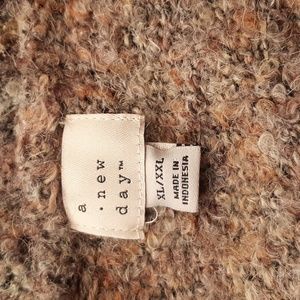 a
· new
day™
XL/XXL
MADE IN
INDONESIA